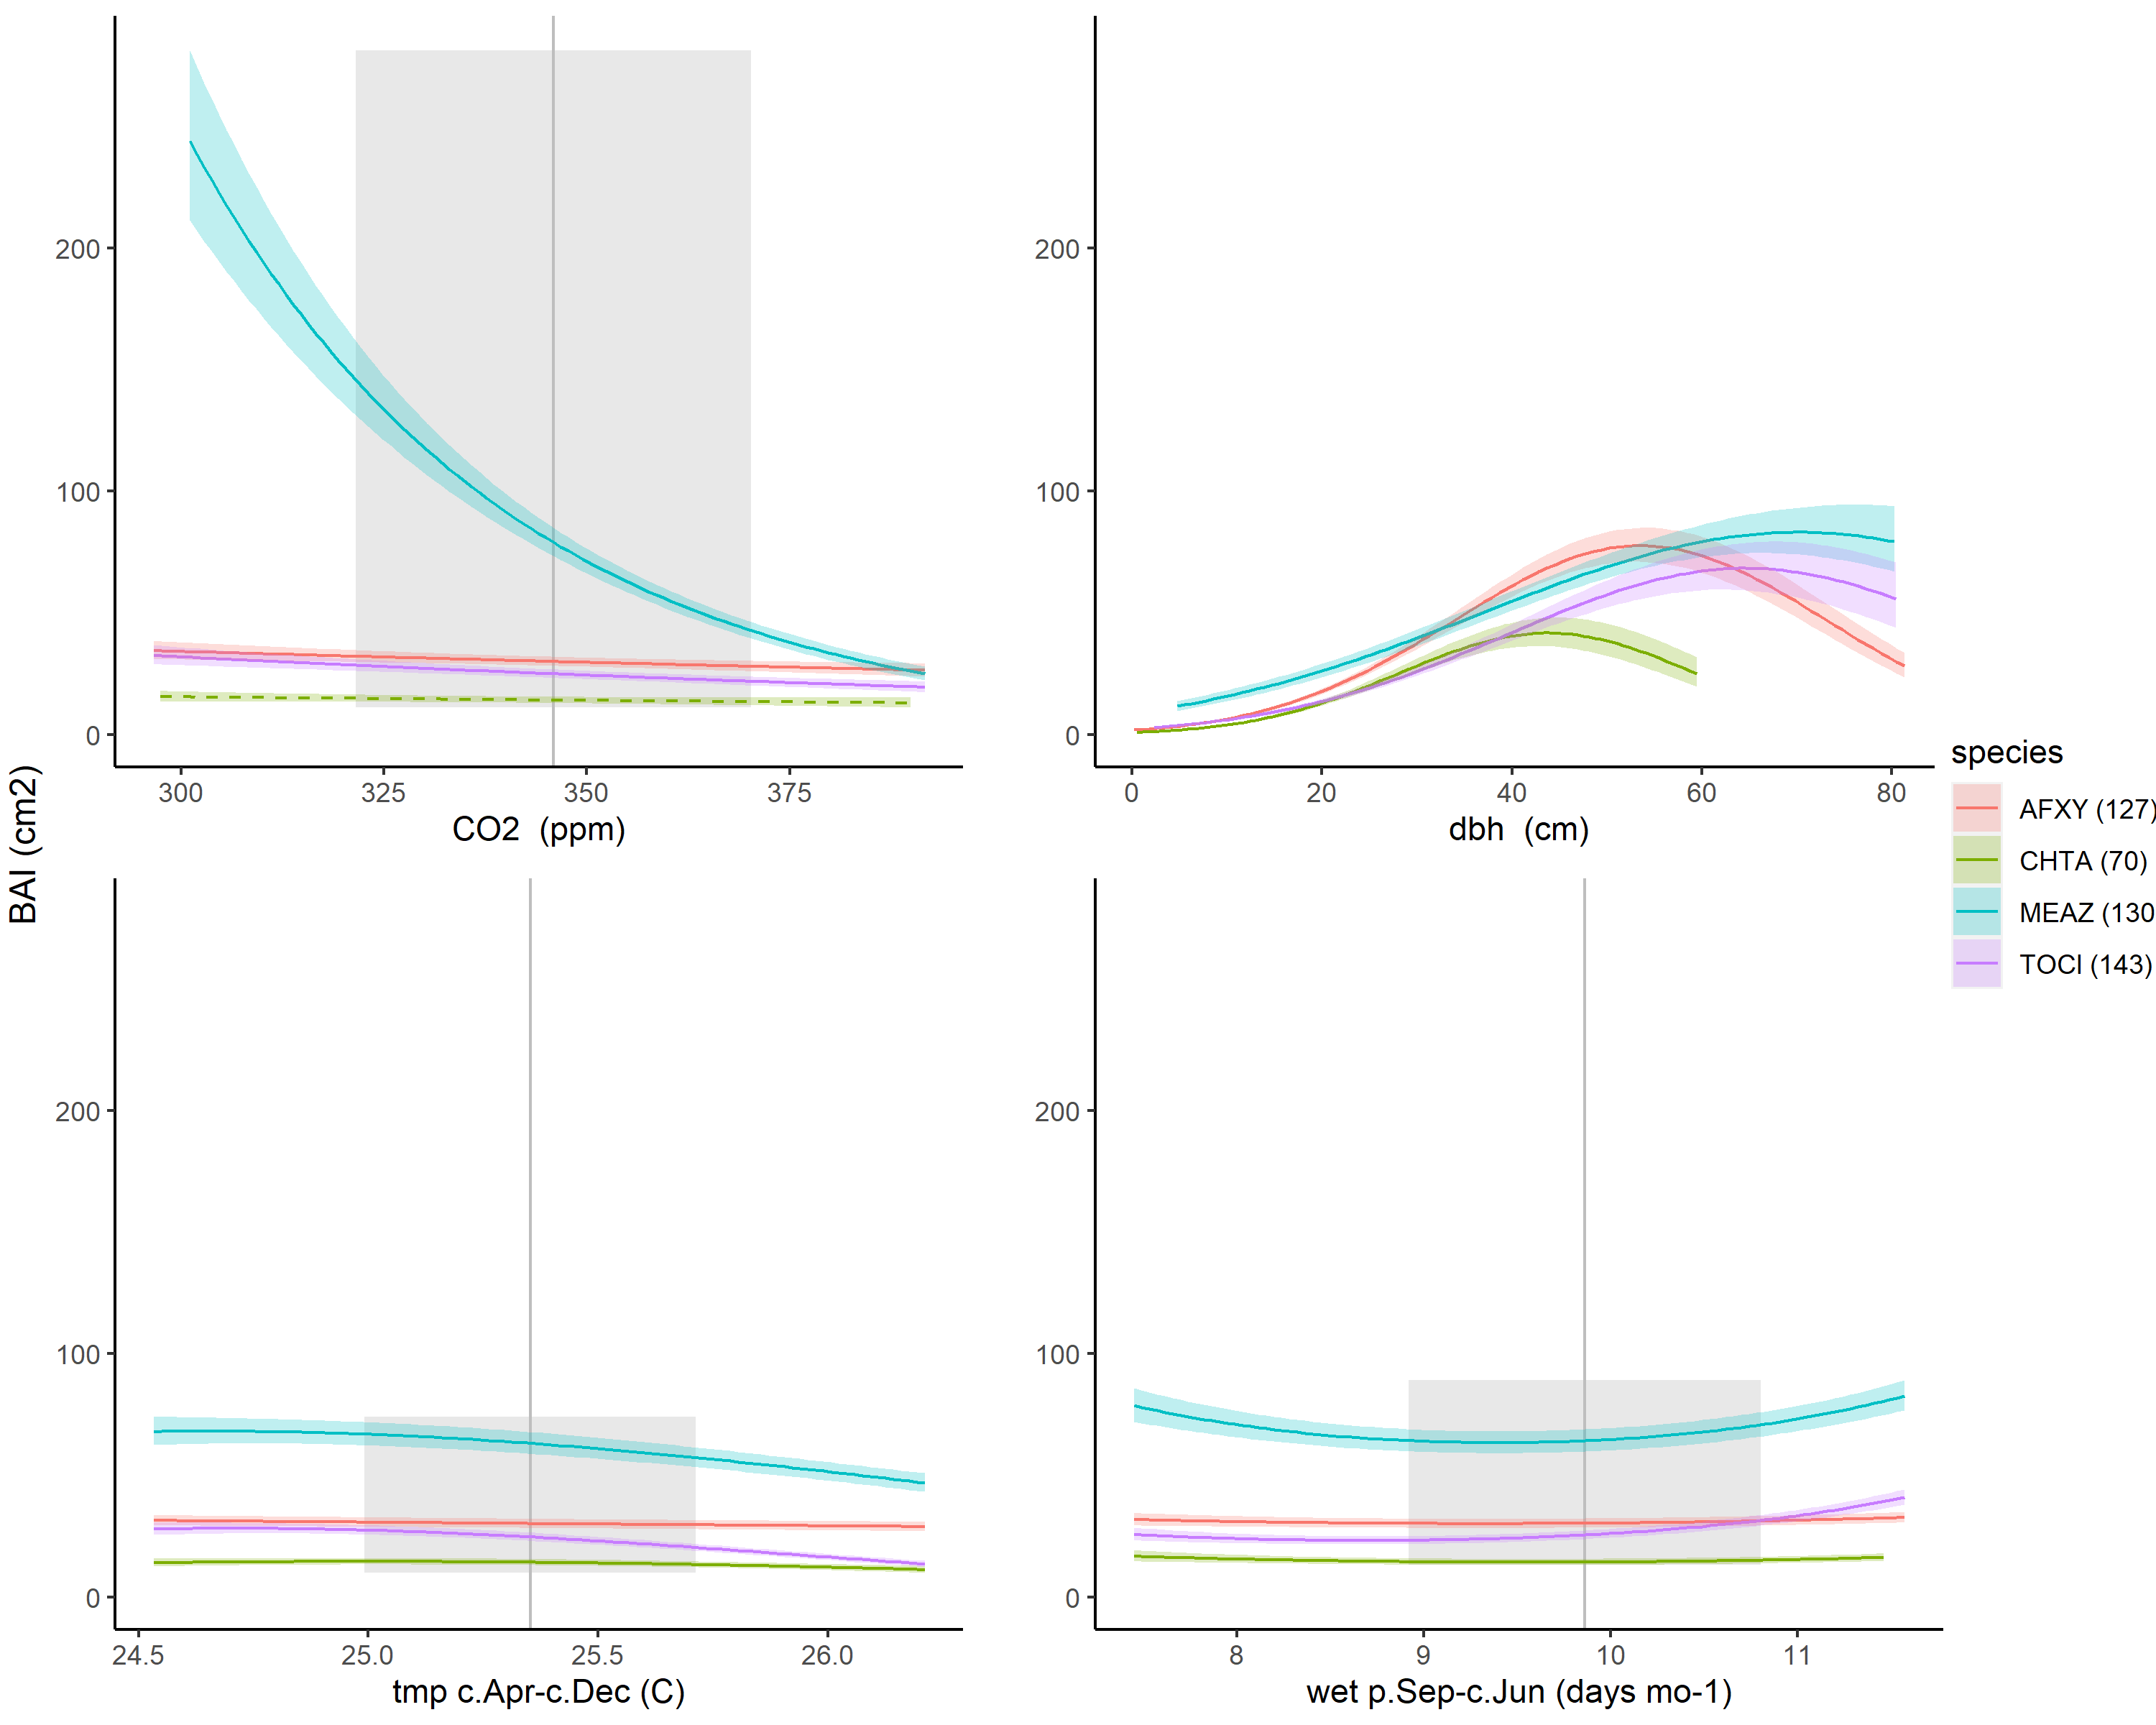 BAI (cm2)
200
100
0
300 325 350 375
CO2 (ppm)
200
100
0
0 20 40 60 80
dbh (cm)
200
100
0
24.5 25.0 25.5 26.0
tmp c.Apr-c.Dec (C)
200
100
0
8 9 10 11
wet p.Sep-c.Jun (days mo-1)
species
AFXY (127)
CHTA (70)
MEAZ (130
TOCI (143)